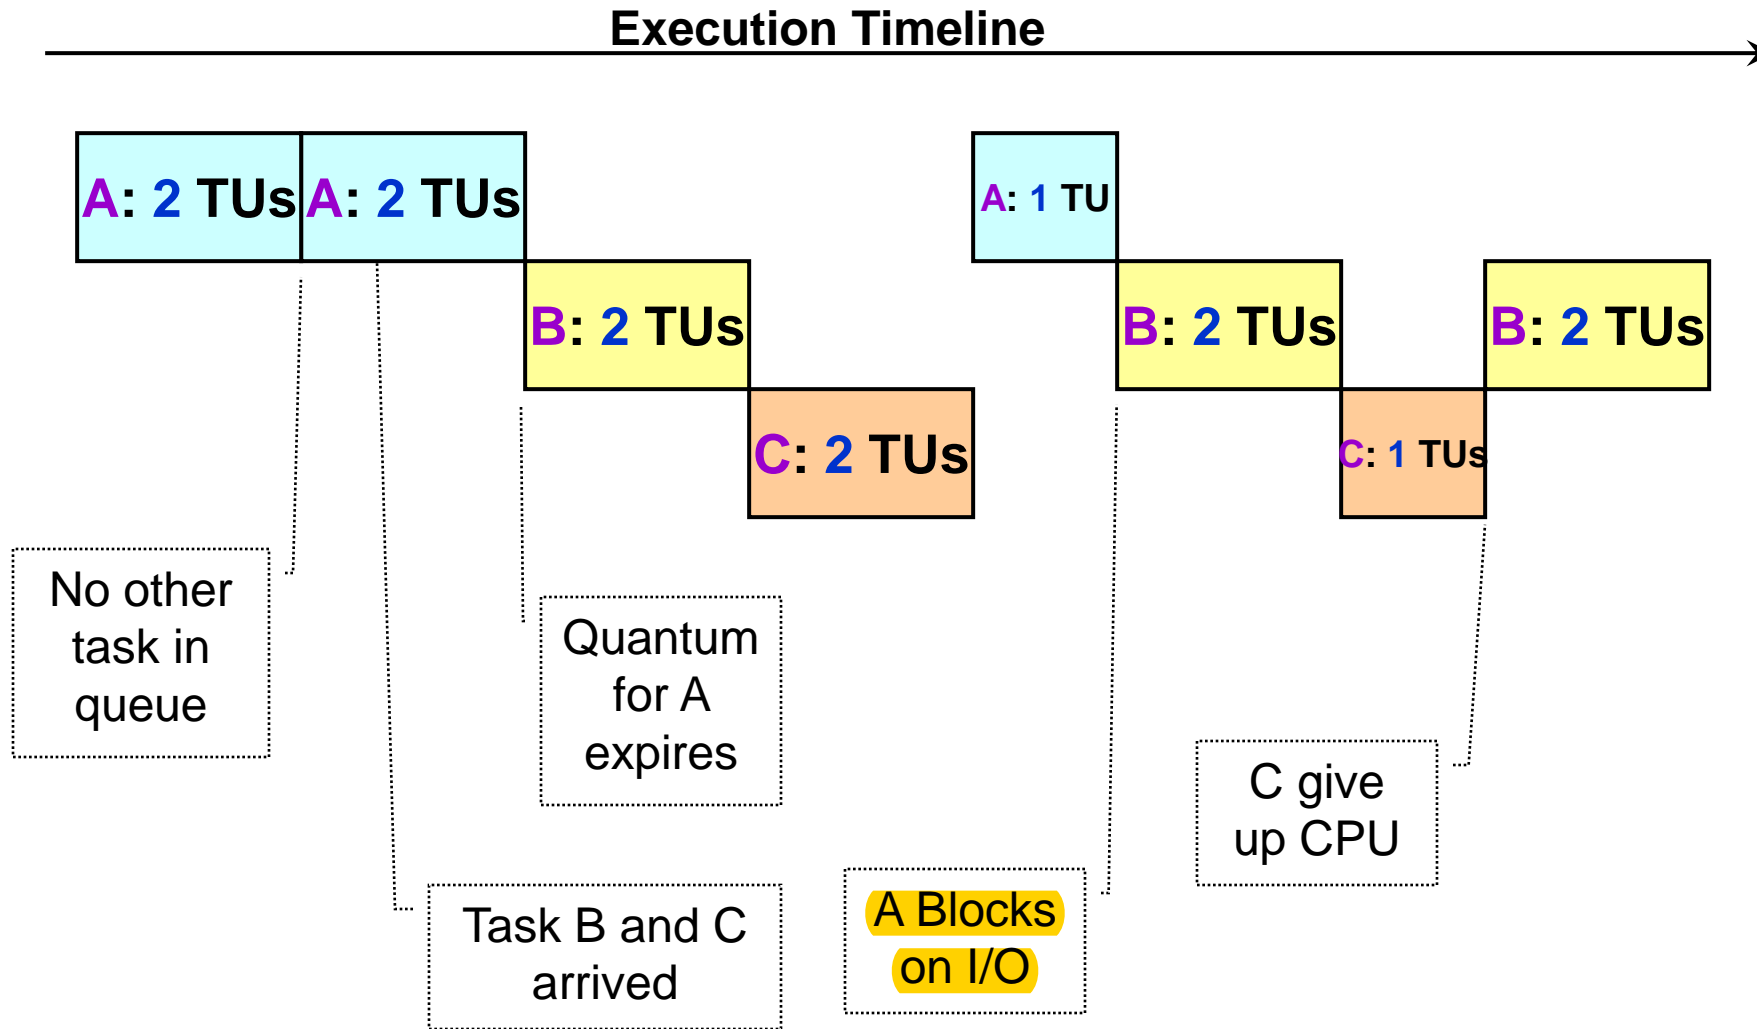 Execution Timeline
A: 2 TUs
A: 2 TUs
A: 1 TU
B: 2 TUs
B: 2 TUs
B: 2 TUs
C: 2 TUs
C: 1 TUs
No other
task in
queue
Quantum
for A
expires
C give
up CPU
Task B and C
arrived
A Blocks
on I/O